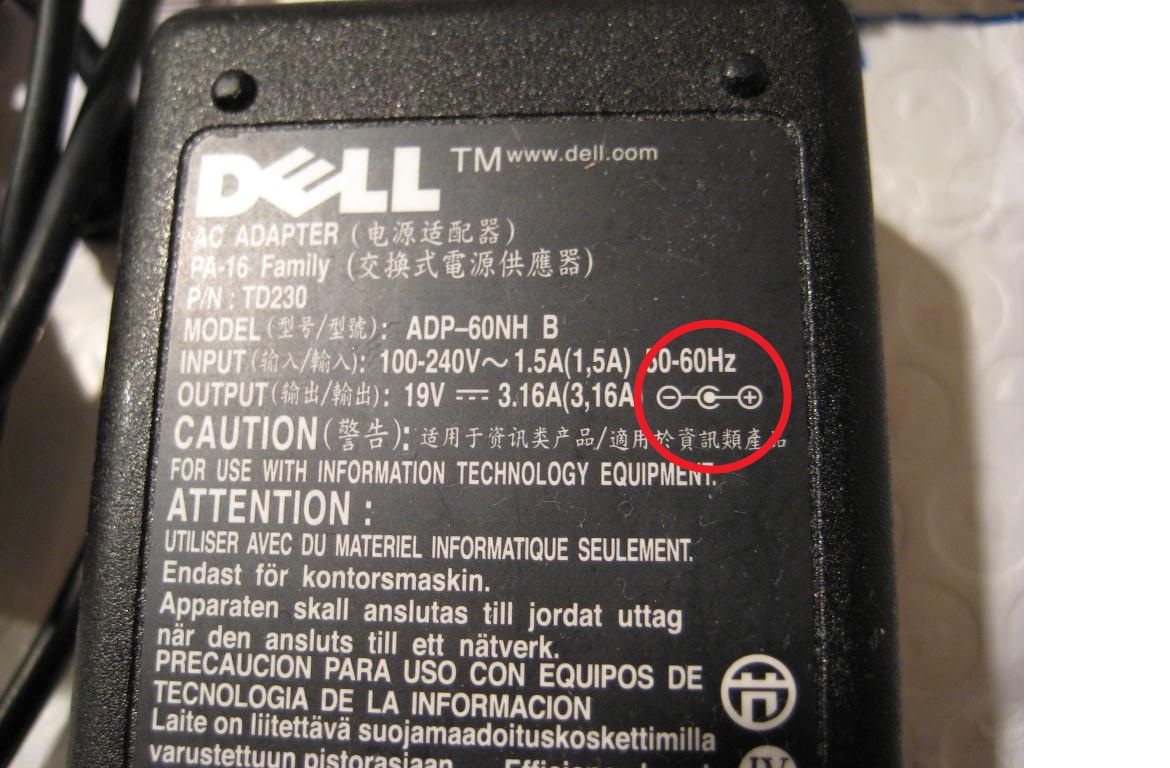 DELL TM www.dell.com
AC ADAPTER (电源适配器)
PA-16 Family (交換式電源供應器)
P/N : TD230
MODEL (型号/型號): ADP-60NH B
INPUT (输入/輸入): 100-240V～1.5A(1,5A) 50-60Hz
OUTPUT (输出/輸出): 19V ⎓ 3.16A(3,16A
CAUTION (警告): 适用于资讯类产品/適用於資訊類產品
FOR USE WITH INFORMATION TECHNOLOGY EQUIPMENT.
ATTENTION :
UTILISER AVEC DU MATERIEL INFORMATIQUE SEULEMENT.
Endast för kontorsmaskin.
Apparaten skall anslutas till jordat uttag
när den ansluts till ett nätverk.
PRECAUCION PARA USO CON EQUIPOS DE
TECNOLOGIA DE LA INFORMACION
Laite on liitettävä suojamaadoituskoskettimilla
varustettuun pistorasiaan